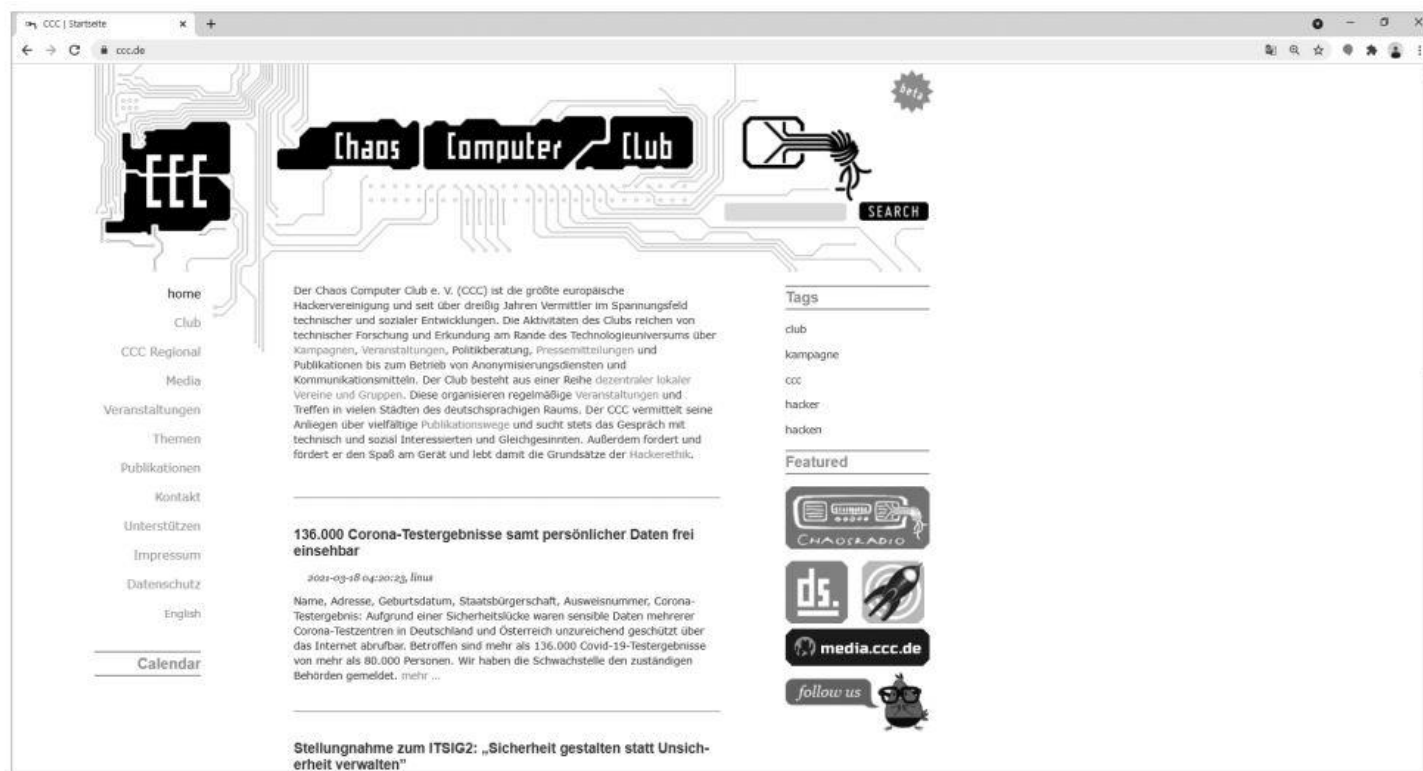 CCC | Startseite
ccc.de
beta
CCC
Chaos Computer Club
SEARCH
home
Club
CCC Regional
Media
Veranstaltungen
Themen
Publikationen
Kontakt
Unterstützen
Impressum
Datenschutz
English
Calendar
Der Chaos Computer Club e. V. (CCC) ist die größte europäische
Hackervereinigung und seit über dreißig Jahren Vermittler im Spannungsfeld
technischer und sozialer Entwicklungen. Die Aktivitäten des Clubs reichen von
technischer Forschung und Erkundung am Rande des Technologieuniversums über
Kampagnen, Veranstaltungen, Politikberatung, Pressemitteilungen und
Publikationen bis zum Betrieb von Anonymisierungsdiensten und
Kommunikationsmitteln. Der Club besteht aus einer Reihe dezentraler lokaler
Vereine und Gruppen. Diese organisieren regelmäßige Veranstaltungen und
Treffen in vielen Städten des deutschsprachigen Raums. Der CCC vermittelt seine
Anliegen über vielfältige Publikationswege und sucht stets das Gespräch mit
technisch und sozial Interessierten und Gleichgesinnten. Außerdem fordert und
fördert er den Spaß am Gerät und lebt damit die Grundsätze der Hackerethik.
136.000 Corona-Testergebnisse samt persönlicher Daten frei
einsehbar
2021-03-18 04:20:23, linus
Name, Adresse, Geburtsdatum, Staatsbürgerschaft, Ausweisnummer, Corona-
Testergebnis: Aufgrund einer Sicherheitslücke waren sensible Daten mehrerer
Corona-Testzentren in Deutschland und Österreich unzureichend geschützt über
das Internet abrufbar. Betroffen sind mehr als 136.000 Covid-19-Testergebnisse
von mehr als 80.000 Personen. Wir haben die Schwachstelle den zuständigen
Behörden gemeldet. mehr ...
Stellungnahme zum ITSIG2: „Sicherheit gestalten statt Unsich-
erheit verwalten”
Tags
club
kampagne
ccc
hacker
hacken
Featured
CHAOSRADIO
ds.
media.ccc.de
follow us